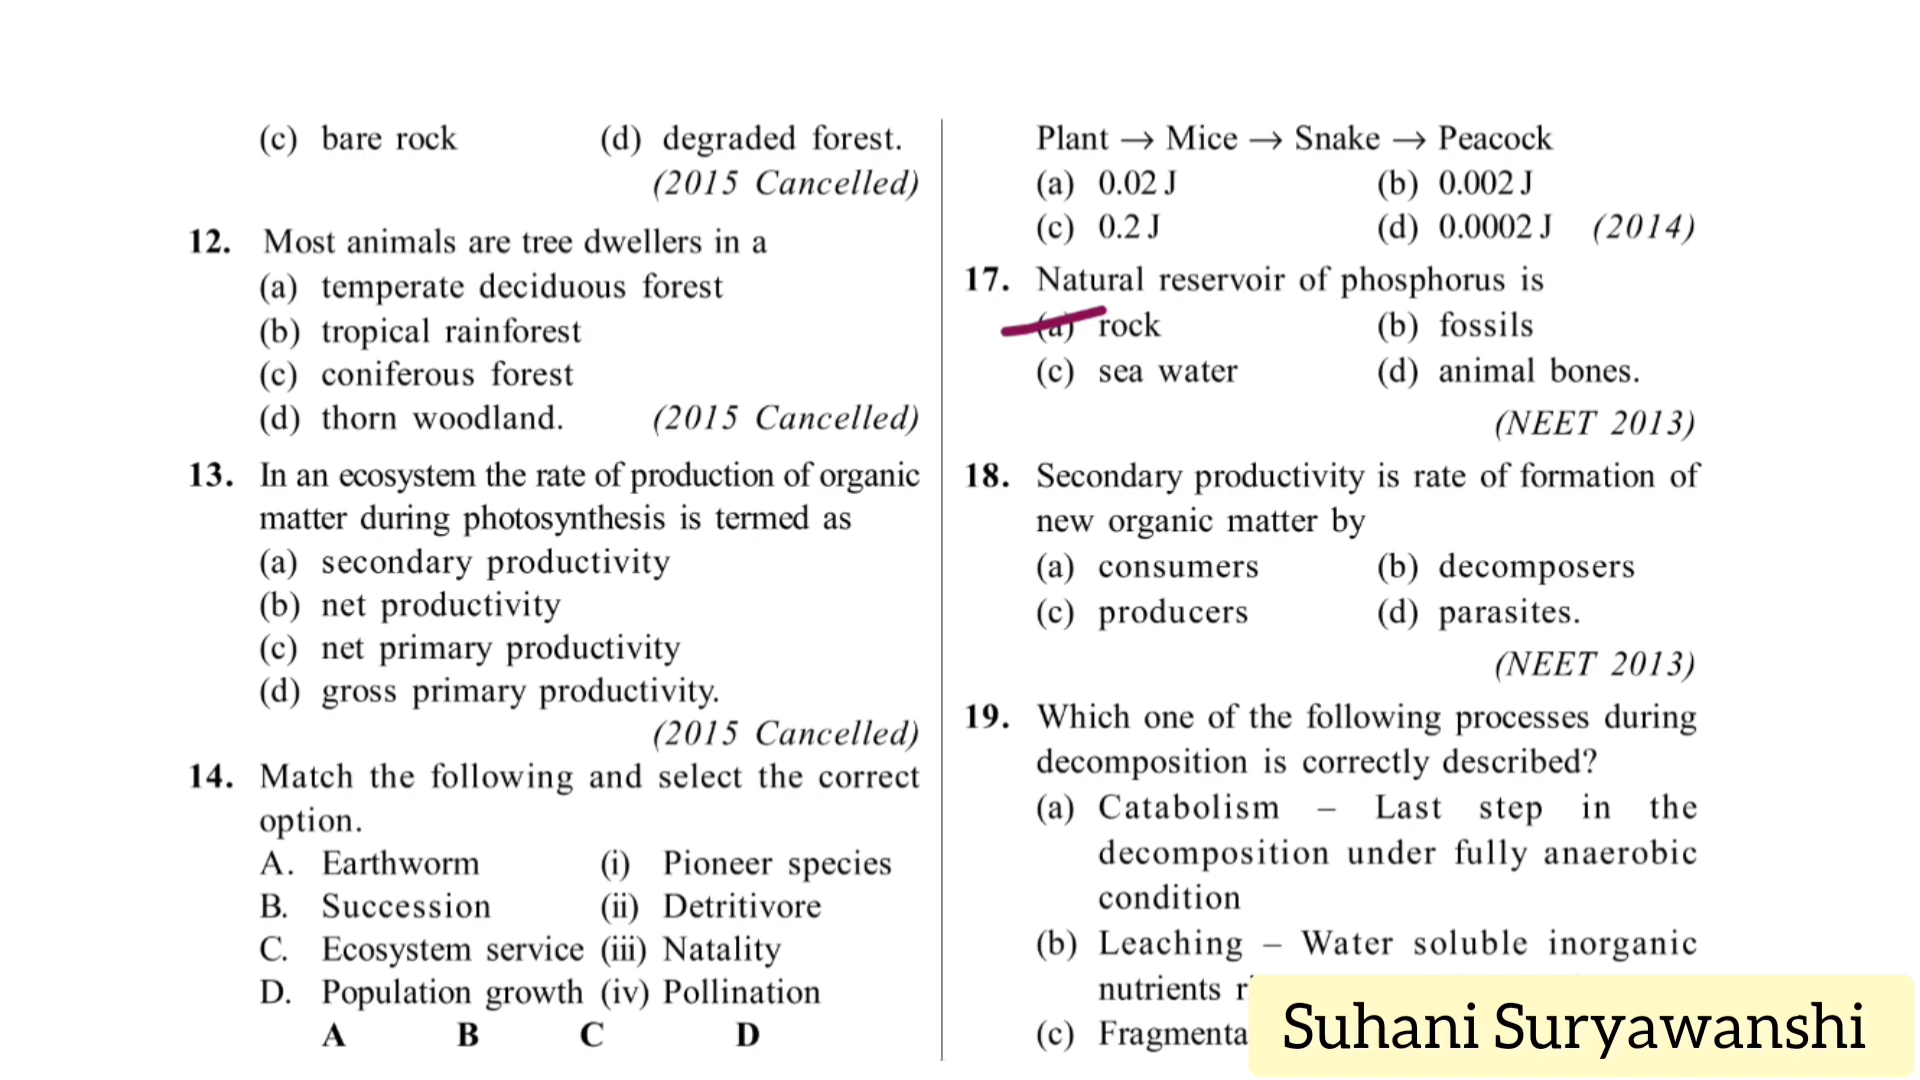 (c) bare rock (d) degraded forest.
(2015 Cancelled)
12. Most animals are tree dwellers in a
(a) temperate deciduous forest
(b) tropical rainforest
(c) coniferous forest
(d) thorn woodland. (2015 Cancelled)
13. In an ecosystem the rate of production of organic
matter during photosynthesis is termed as
(a) secondary productivity
(b) net productivity
(c) net primary productivity
(d) gross primary productivity.
(2015 Cancelled)
14. Match the following and select the correct
option.
A. Earthworm (i) Pioneer species
B. Succession (ii) Detritivore
C. Ecosystem service (iii) Natality
D. Population growth (iv) Pollination
A B C D
Plant → Mice → Snake → Peacock
(a) 0.02 J (b) 0.002 J
(c) 0.2 J (d) 0.0002 J (2014)
17. Natural reservoir of phosphorus is
(a) rock (b) fossils
(c) sea water (d) animal bones.
(NEET 2013)
18. Secondary productivity is rate of formation of
new organic matter by
(a) consumers (b) decomposers
(c) producers (d) parasites.
(NEET 2013)
19. Which one of the following processes during
decomposition is correctly described?
(a) Catabolism – Last step in the
decomposition under fully anaerobic
condition
(b) Leaching – Water soluble inorganic
nutrients
(c) Fragmenta
Suhani Suryawanshi